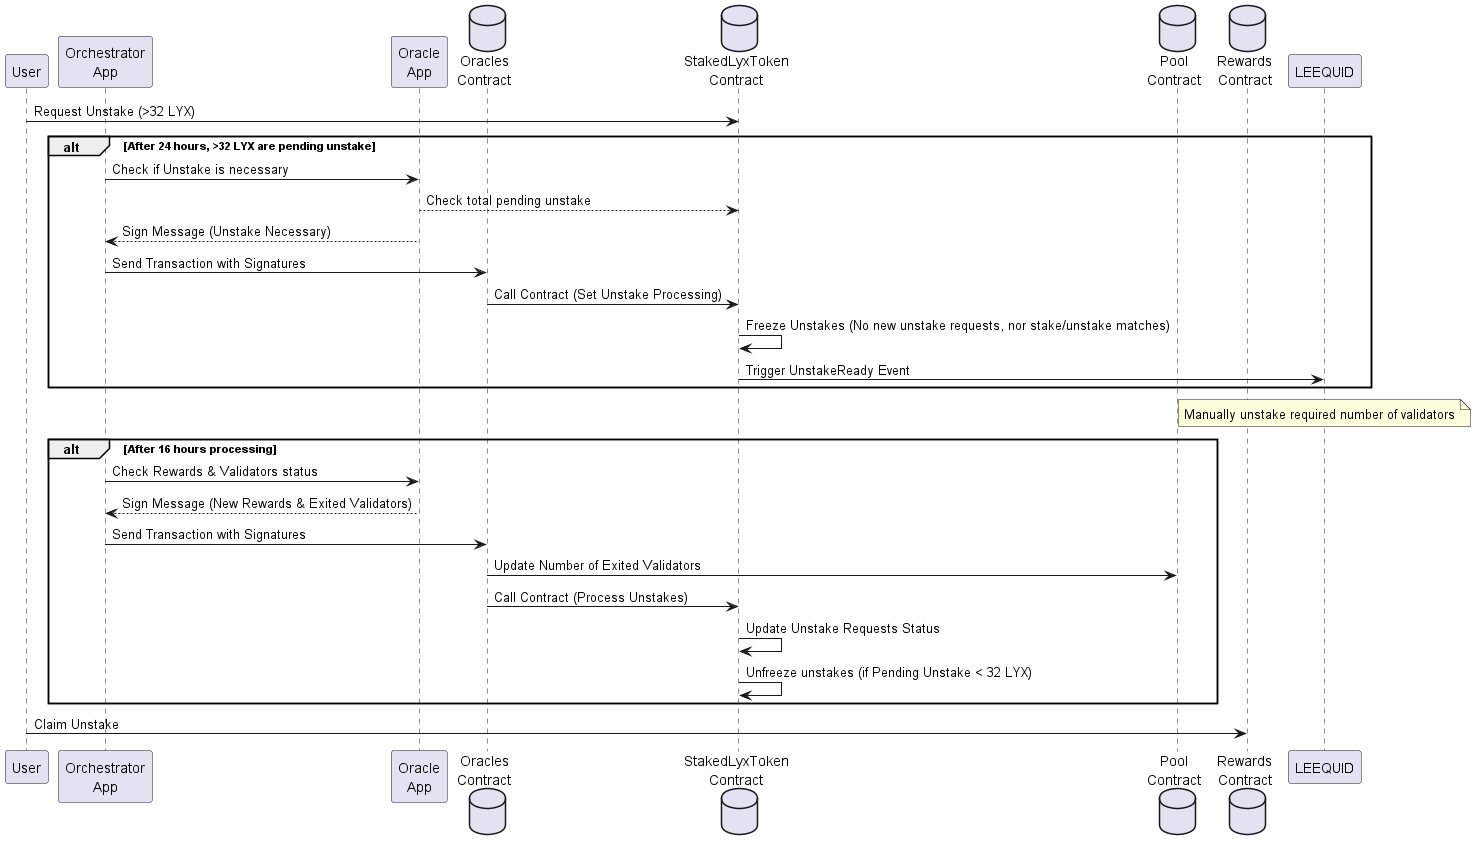 User
Orchestrator
App
Oracle
App
Oracles
Contract
StakedLyxToken
Contract
Pool
Contract
Rewards
Contract
LEEQUID
Request Unstake (>32 LYX)
alt [After 24 hours, >32 LYX are pending unstake]
Check if Unstake is necessary
Check total pending unstake
Sign Message (Unstake Necessary)
Send Transaction with Signatures
Call Contract (Set Unstake Processing)
Freeze Unstakes (No new unstake requests, nor stake/unstake matches)
Trigger UnstakeReady Event
Manually unstake required number of validators
alt [After 16 hours processing]
Check Rewards & Validators status
Sign Message (New Rewards & Exited Validators)
Send Transaction with Signatures
Update Number of Exited Validators
Call Contract (Process Unstakes)
Update Unstake Requests Status
Unfreeze unstakes (if Pending Unstake < 32 LYX)
Claim Unstake
User
Orchestrator
App
Oracle
App
Oracles
Contract
StakedLyxToken
Contract
Pool
Contract
Rewards
Contract
LEEQUID